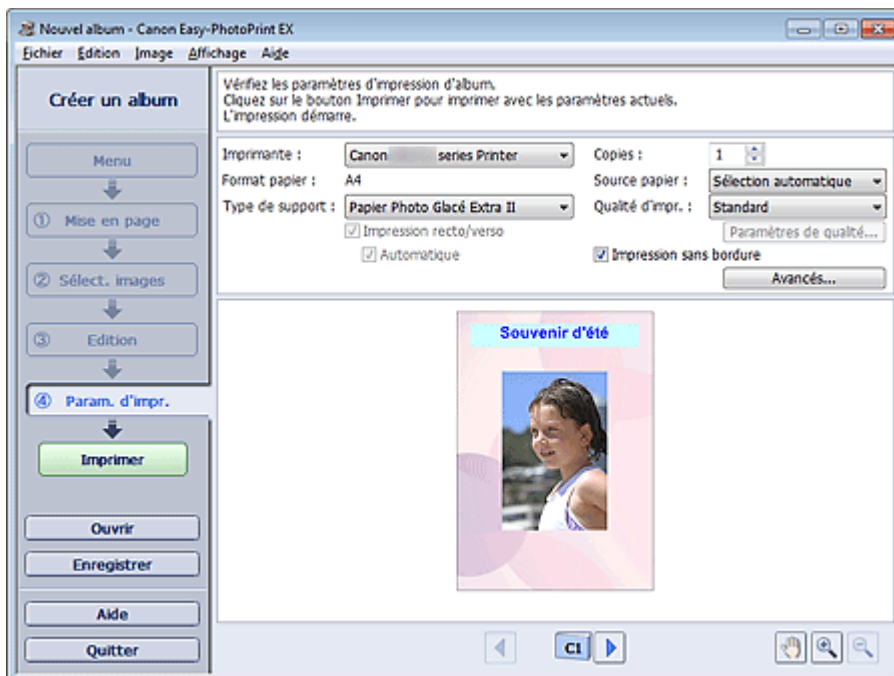 Nouvel album - Canon Easy-PhotoPrint EX
Fichier Edition Image Affichage Aide
Créer un album
Vérifiez les paramètres d'impression d'album.
Cliquez sur le bouton Imprimer pour imprimer avec les paramètres actuels.
L'impression démarre.
Menu
① Mise en page
② Sélect. images
③ Edition
④ Param. d'impr.
Imprimer
Ouvrir
Enregistrer
Aide
Quitter
Imprimante : Canon series Printer Copies : 1
Format papier : A4 Source papier : Sélection automatique
Type de support : Papier Photo Glacé Extra II Qualité d'impr. : Standard
Impression recto/verso Paramètres de qualité...
Automatique Impression sans bordure
Avancés...
Souvenir d'été
C1